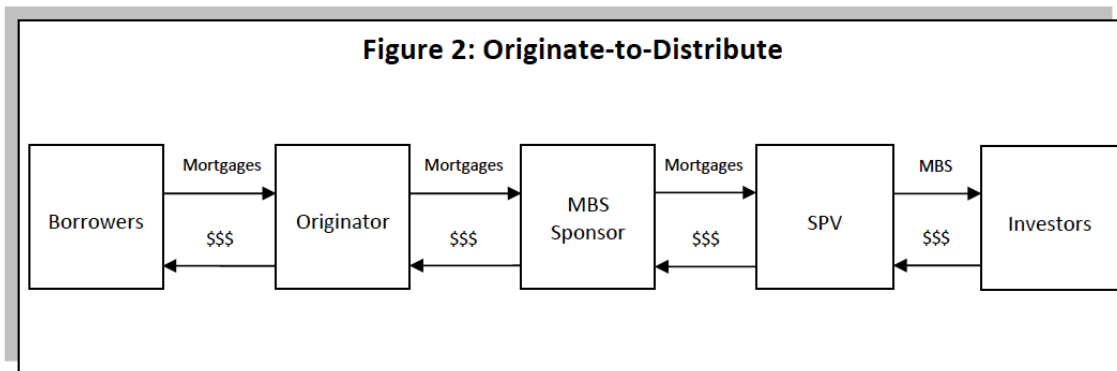 Figure 2: Originate-to-Distribute
Mortgages
Mortgages
Mortgages
MBS
Borrowers
Originator
MBS
Sponsor
SPV
Investors
$$$
$$$
$$$
$$$